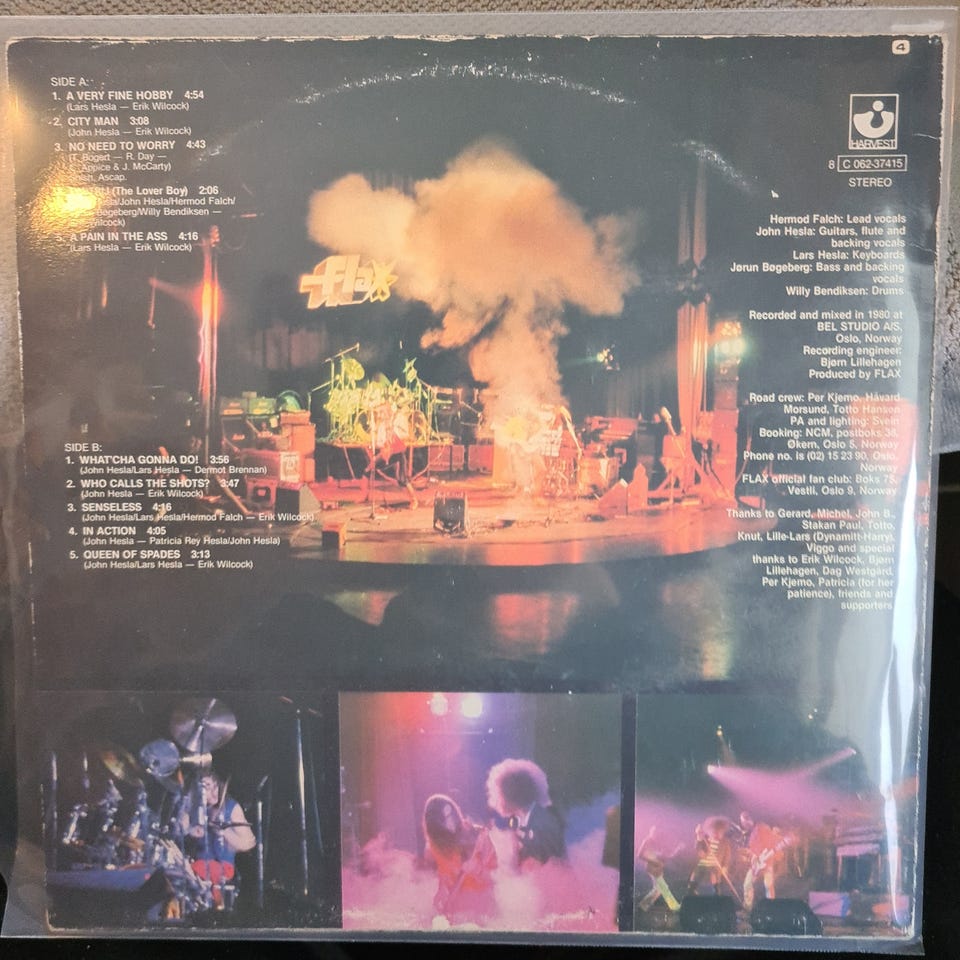 4
SIDE A:
1. A VERY FINE HOBBY 4:54
(Lars Hesla — Erik Wilcock)
2. CITY MAN 3:08
(John Hesla — Erik Wilcock)
3. NO NEED TO WORRY 4:43
(T. Bogert — R. Day —
Appice & J. McCarty)
Ascap.
(The Lover Boy) 2:06
/John Hesla/Hermod Falch/
Bøgeberg/Willy Bendiksen —
5. A PAIN IN THE ASS 4:16
(Lars Hesla — Erik Wilcock)
Flax
SIDE B:
1. WHAT'CHA GONNA DO! 3:56
(John Hesla/Lars Hesla — Dermot Brennan)
2. WHO CALLS THE SHOTS? 3:47
(John Hesla — Erik Wilcock)
3. SENSELESS 4:16
(John Hesla/Lars Hesla/Hermod Falch — Erik Wilcock)
4. IN ACTION 4:05
(John Hesla — Patricia Rey Hesla/John Hesla)
5. QUEEN OF SPADES 3:13
(John Hesla/Lars Hesla — Erik Wilcock)
HARVEST
8 C 062-37415
STEREO
Hermod Falch: Lead vocals
John Hesla: Guitars, flute and
backing vocals
Lars Hesla: Keyboards
Jørun Bøgeberg: Bass and backing
vocals
Willy Bendiksen: Drums
Recorded and mixed in 1980 at
BEL STUDIO A/S,
Oslo, Norway
Recording engineer:
Bjørn Lillehagen
Produced by FLAX
Road crew: Per Kjemo, Håvard
Morsund, Totto Hansen
PA and lighting: Svein
Booking: NCM, postboks 38,
Økern, Oslo 5, Norway
Phone no. is (02) 15 23 90, Oslo,
Norway
FLAX official fan club: Boks 75,
Vestli, Oslo 9, Norway
Thanks to Gerard, Michel, John B.,
Stakan Paul, Totto,
Knut, Lille-Lars (Dynamitt-Harry),
Viggo and special
thanks to Erik Wilcock, Bjørn
Lillehagen, Dag Westgård,
Per Kjemo, Patricia (for her
patience), friends and
supporters